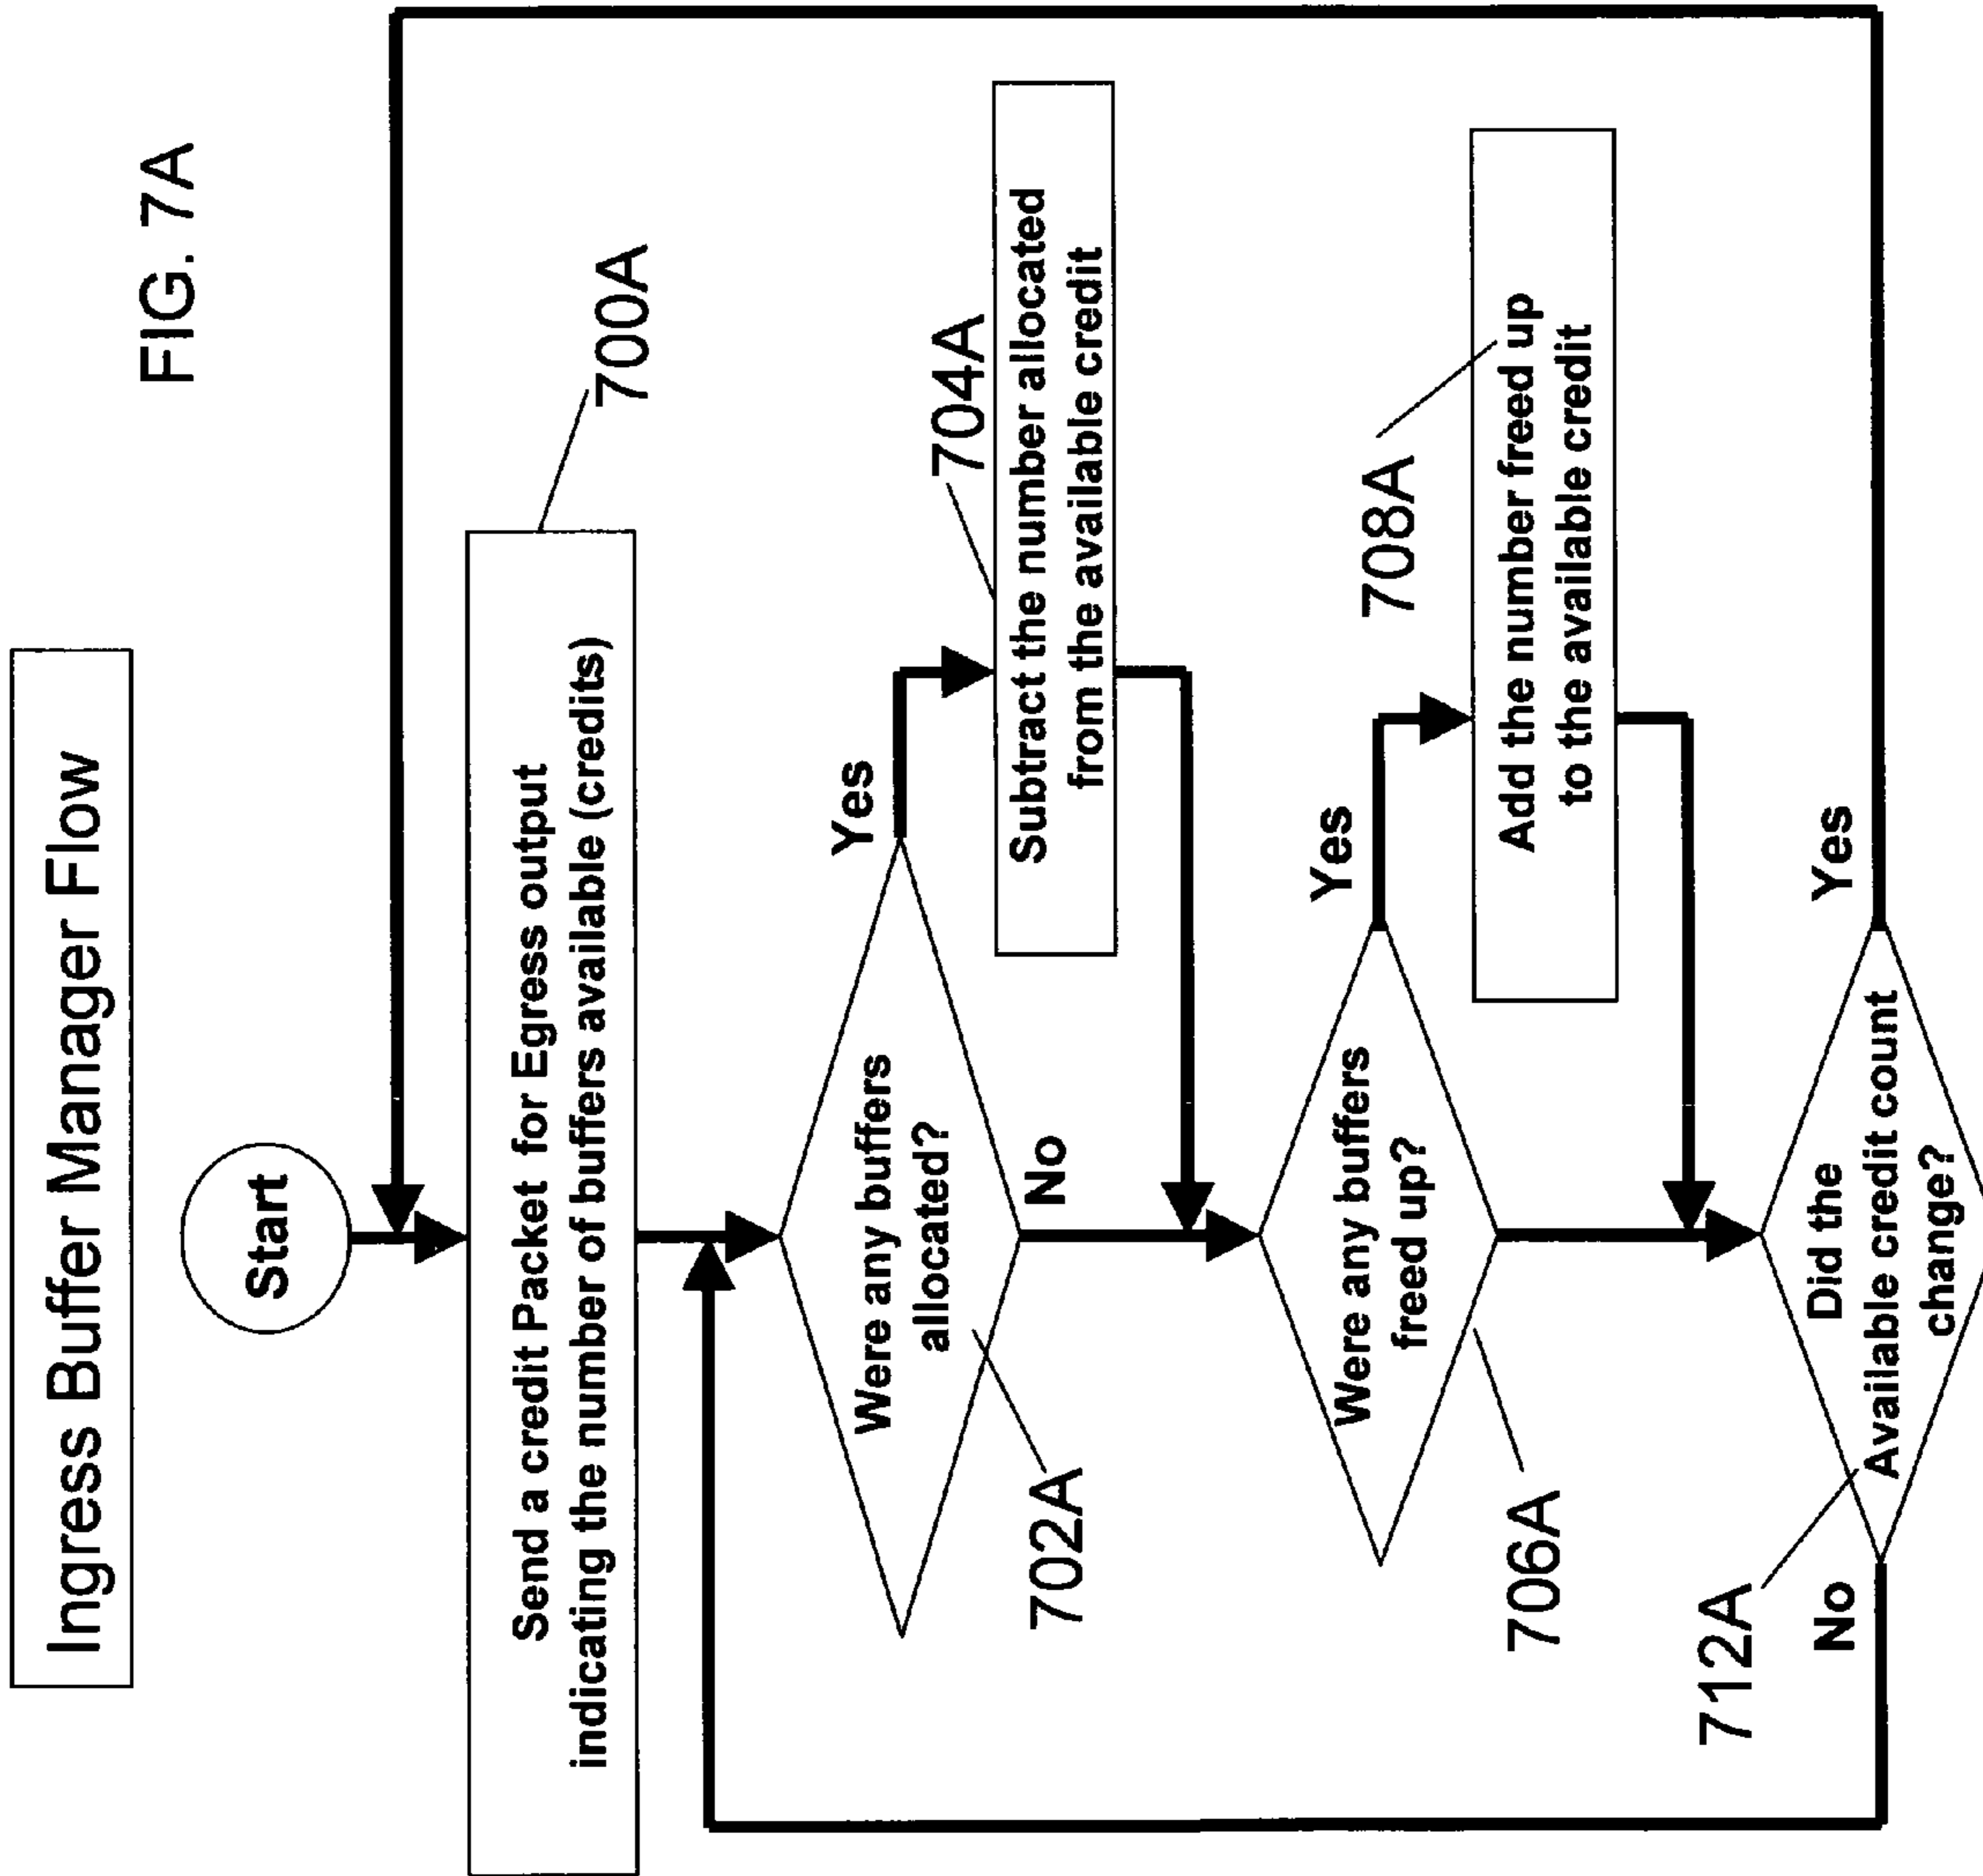 Ingress Buffer Manager Flow
FIG. 7A
Start
Send a credit Packet for Egress output
indicating the number of buffers available (credits)
700A
Were any buffers
allocated?
702A
Yes
No
704A
Subtract the number allocated
from the available credit
Were any buffers
freed up?
706A
Yes
708A
Add the number freed up
to the available credit
Did the
Available credit count
change?
712A
No
Yes